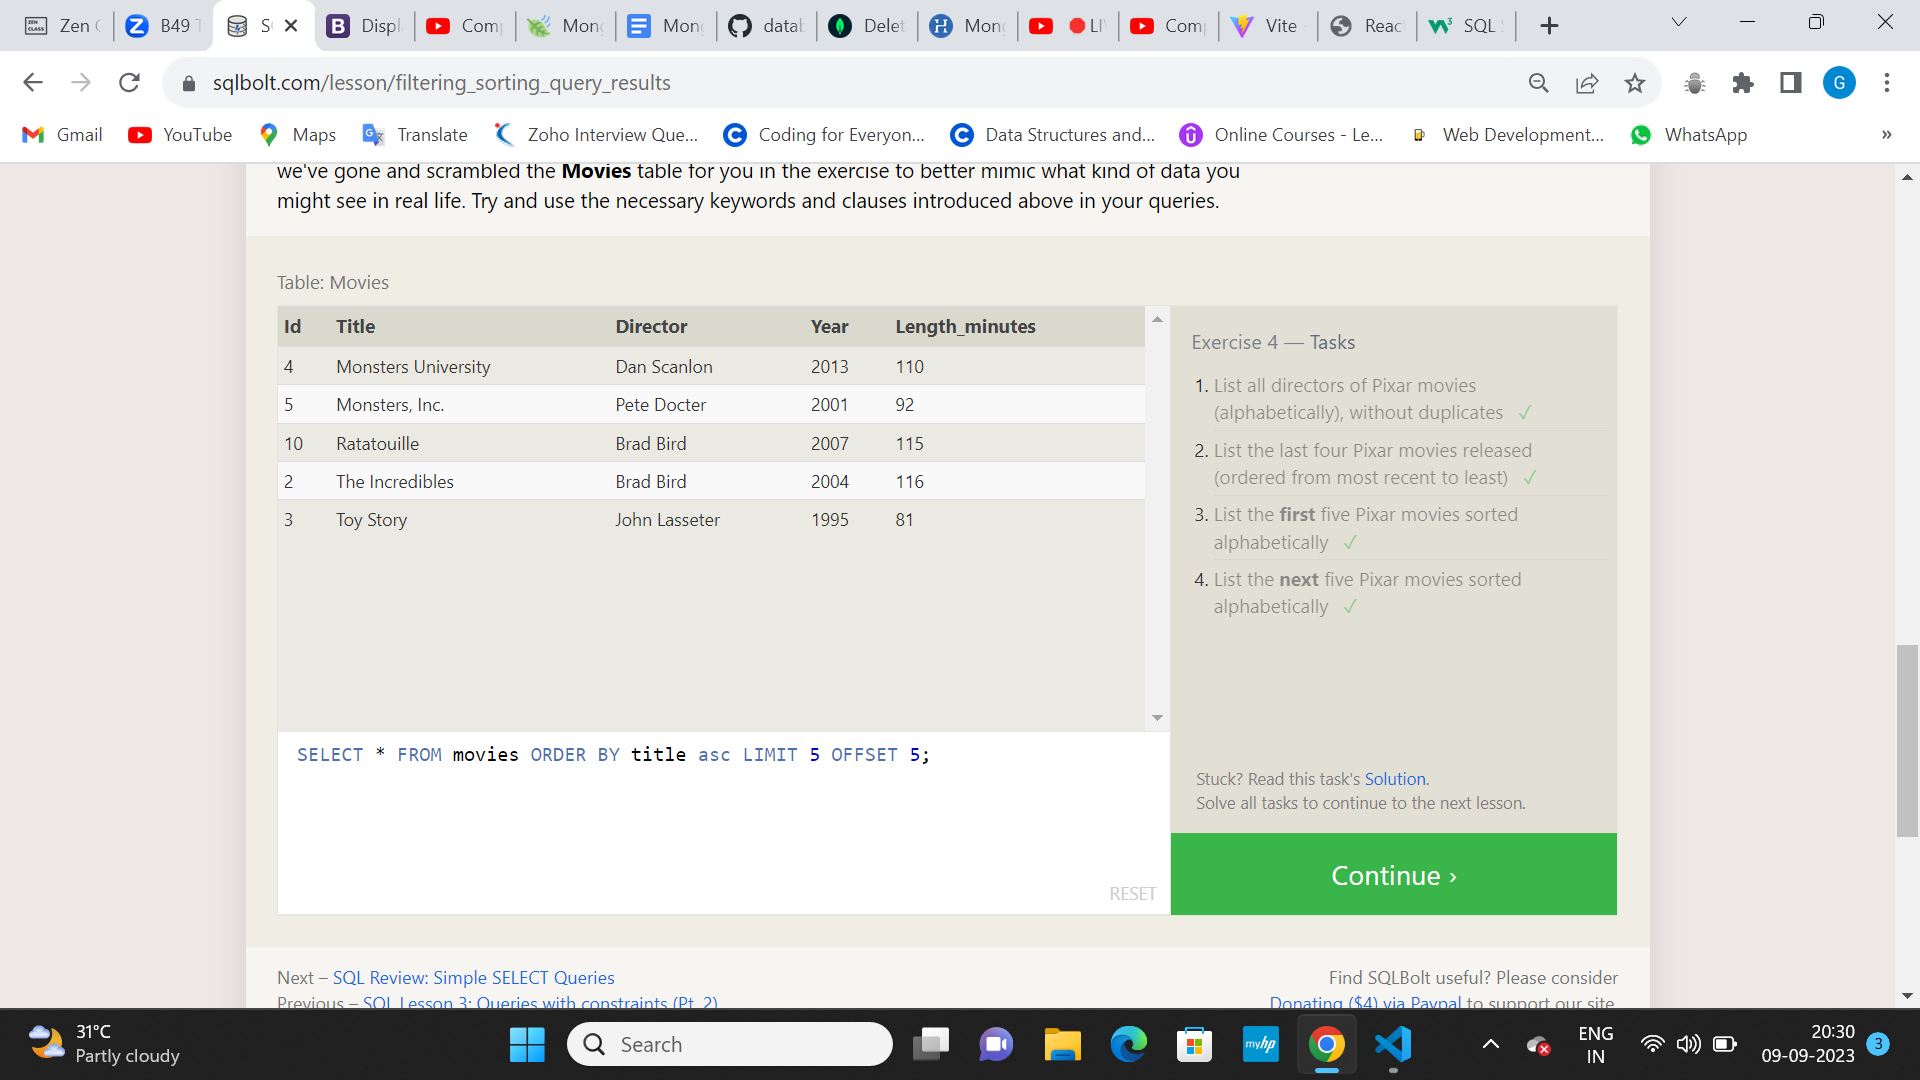 Zen
B49
Displ
Com
Mon
Mon
datab
Delet
Mon
LI
Com
Vite
Reac
SQL
sqlbolt.com/lesson/filtering_sorting_query_results
G
Gmail
YouTube
Maps
Translate
Zoho Interview Que...
Coding for Everyon...
Data Structures and...
Online Courses - Le...
Web Development...
WhatsApp
»
we've gone and scrambled the Movies table for you in the exercise to better mimic what kind of data you
might see in real life. Try and use the necessary keywords and clauses introduced above in your queries.
Table: Movies
Id Title Director Year Length_minutes
4 Monsters University Dan Scanlon 2013 110
5 Monsters, Inc. Pete Docter 2001 92
10 Ratatouille Brad Bird 2007 115
2 The Incredibles Brad Bird 2004 116
3 Toy Story John Lasseter 1995 81
SELECT * FROM movies ORDER BY title asc LIMIT 5 OFFSET 5;
RESET
Exercise 4 — Tasks
1. List all directors of Pixar movies
(alphabetically), without duplicates ✓
2. List the last four Pixar movies released
(ordered from most recent to least) ✓
3. List the first five Pixar movies sorted
alphabetically ✓
4. List the next five Pixar movies sorted
alphabetically ✓
Stuck? Read this task's Solution.
Solve all tasks to continue to the next lesson.
Continue ›
Next – SQL Review: Simple SELECT Queries
Previous – SQL Lesson 3: Queries with constraints (Pt. 2)
Find SQLBolt useful? Please consider
Donating ($4) via Paypal to support our site.
31°C
Partly cloudy
Search
myhp
ENG
IN
20:30
09-09-2023
3